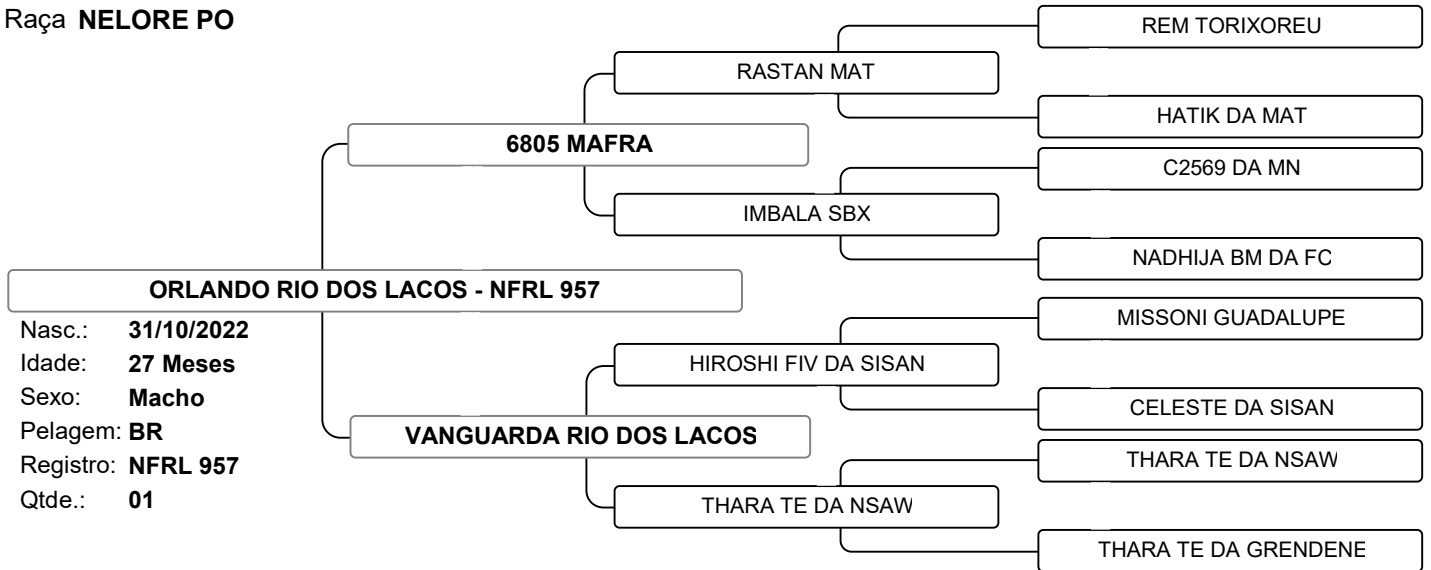 Raça NELORE PO
REM TORIXOREU
RASTAN MAT
HATIK DA MAT
6805 MAFRA
C2569 DA MN
IMBALA SBX
NADHIJA BM DA FC
ORLANDO RIO DOS LACOS - NFRL 957
MISSONI GUADALUPE
Nasc.: 31/10/2022
Idade: 27 Meses
Sexo: Macho
Pelagem: BR
Registro: NFRL 957
Qtde.: 01
HIROSHI FIV DA SISAN
CELESTE DA SISAN
VANGUARDA RIO DOS LACOS
THARA TE DA NSAW
THARA TE DA NSAW
THARA TE DA GRENDENE